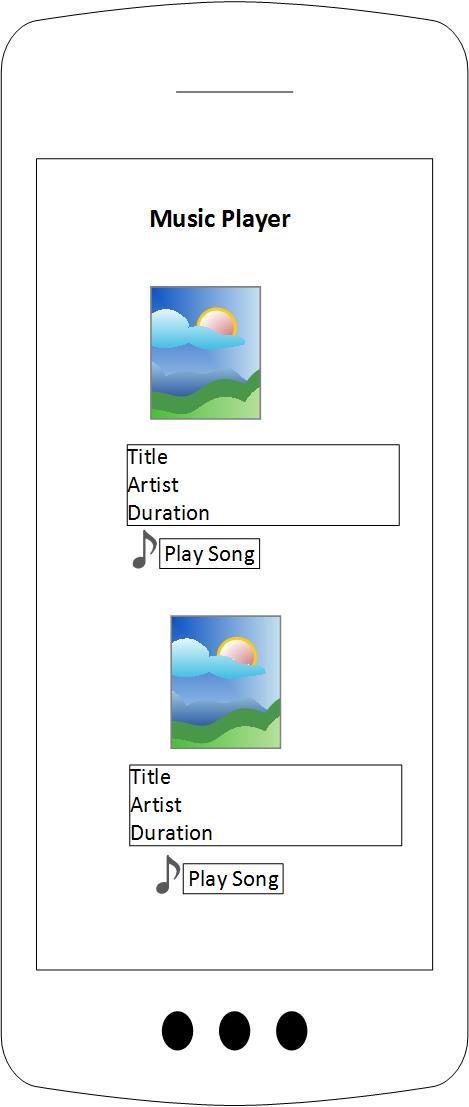 Music Player
Title
Artist
Duration
Play Song
Title
Artist
Duration
Play Song